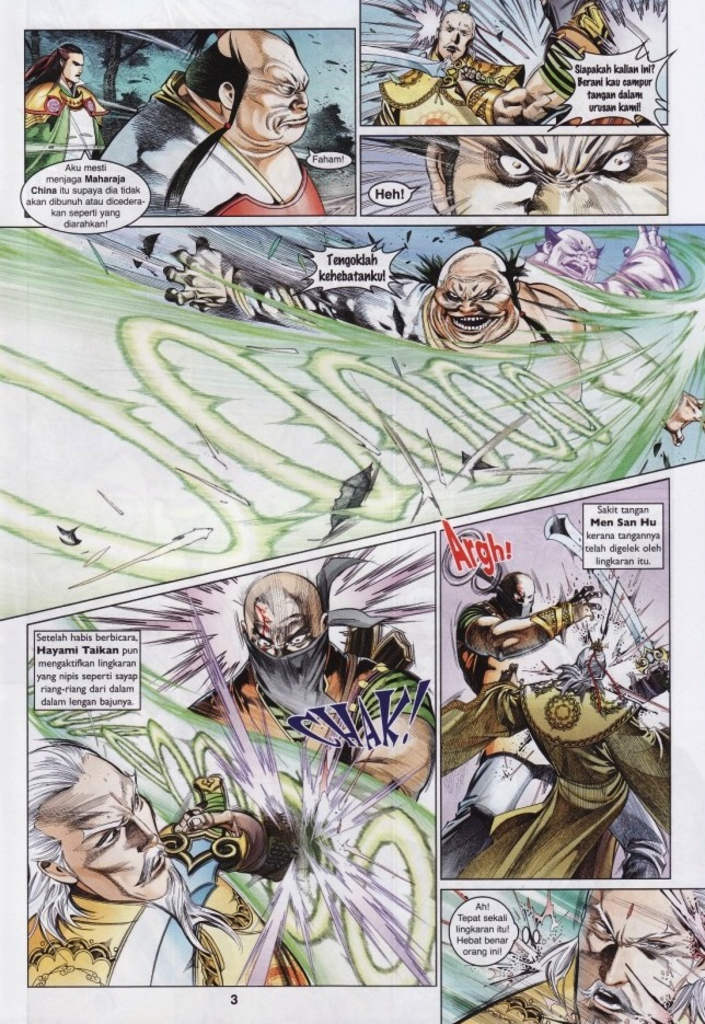 Aku mesti
menjaga Maharaja
China itu supaya dia tidak
akan dibunuh atau dicedera-
kan seperti yang
diarahkan!
Faham!
Siapakah kalian ini?
Berani kamu campur
tangan dalam
urusan kami!
Heh!
Tengoklah
kehebatanku!
Setelah habis berbicara,
Hayami Taikan pun
mengaktifkan lingkaran
yang nipis seperti sayap
riang-riang dari dalam
dalam lengan bajunya.
CHAK!
Argh!
Sakit tangan
Men San Hu
kerana tangannya
telah digelek oleh
lingkaran itu.
Ah!
Tepat sekali
lingkaran itu!
Hebat benar
orang ini!
3